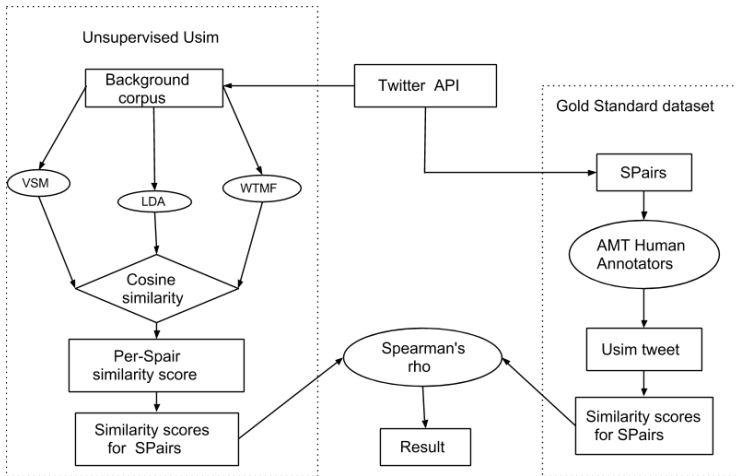 Unsupervised Usim
Background
corpus
Twitter API
Gold Standard dataset
SPairs
VSM
LDA
WTMF
AMT Human
Annotators
Cosine
similarity
Per-Spair
similarity score
Spearman's
rho
Usim tweet
Similarity scores
for SPairs
Result
Similarity scores
for SPairs